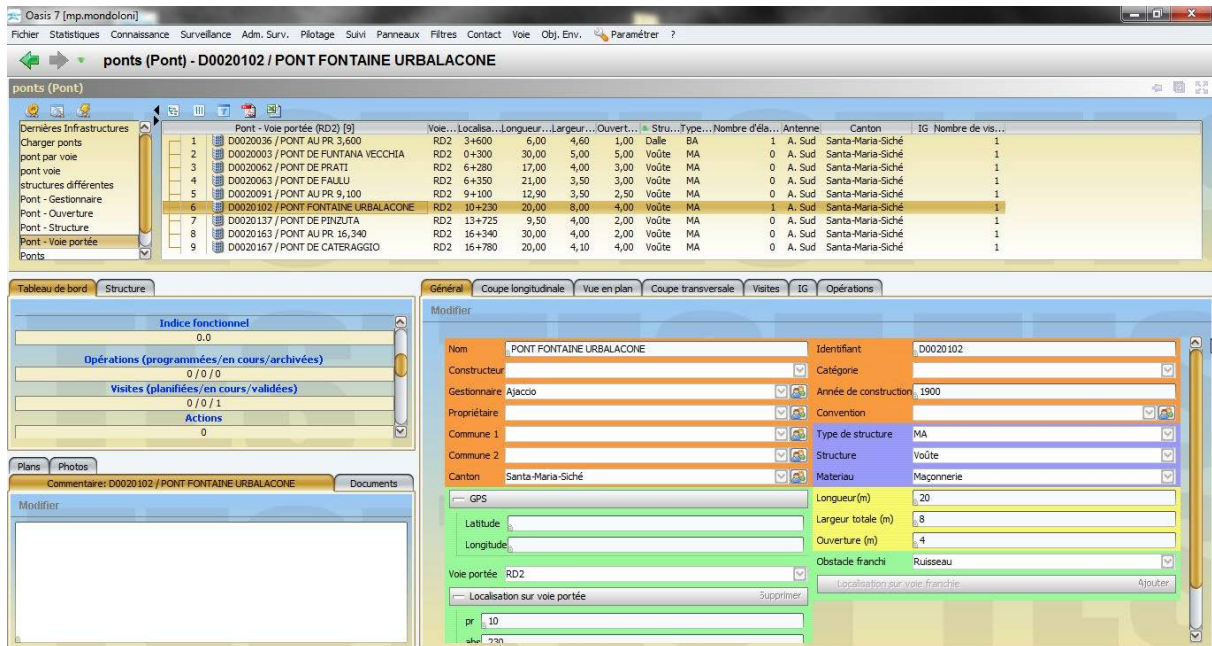 Oasis 7 [mp.mondoloni]
Fichier Statistiques Connaissance Surveillance Adm. Surv. Pilotage Suivi Panneaux Filtres Contact Voie Obj. Env. Paramétrer ?
ponts (Pont) - D0020102 / PONT FONTAINE URBALACONE
ponts (Pont)
Dernières Infrastructures
Charger ponts
pont par voie
pont voie
structures différentes
Pont - Gestionnaire
Pont - Ouverture
Pont - Structure
Pont - Voie portée
Ponts
Pont - Voie portée (RD2) [9] Voie... Localisa... Longueur... Largeur... Ouvert... Stru... Type... Nombre d'éla... Antenne Canton IG Nombre de vis...
1 D0020036 / PONT AU PR 3,600 RD2 3+600 6,00 4,60 1,00 Dalle BA 1 A. Sud Santa-Maria-Siché 1
2 D0020003 / PONT DE FUNTANA VECCHIA RD2 0+300 30,00 5,00 5,00 Voûte MA 0 A. Sud Santa-Maria-Siché 1
3 D0020062 / PONT DE PRATI RD2 6+280 17,00 4,00 3,00 Voûte MA 0 A. Sud Santa-Maria-Siché 1
4 D0020063 / PONT DE FAULU RD2 6+350 21,00 3,50 3,00 Voûte MA 0 A. Sud Santa-Maria-Siché 1
5 D0020091 / PONT AU PR 9,100 RD2 9+100 12,90 3,50 2,50 Voûte MA 0 A. Sud Santa-Maria-Siché 1
6 D0020102 / PONT FONTAINE URBALACONE RD2 10+230 20,00 8,00 4,00 Voûte MA 1 A. Sud Santa-Maria-Siché 1
7 D0020137 / PONT DE PINZUTA RD2 13+725 9,50 4,00 2,00 Voûte MA 0 A. Sud Santa-Maria-Siché 1
8 D0020163 / PONT AU PR 16,340 RD2 16+340 30,00 4,00 2,00 Voûte MA 0 A. Sud Santa-Maria-Siché 1
9 D0020167 / PONT DE CATERAGGIO RD2 16+780 20,00 4,10 4,00 Voûte MA 0 A. Sud Santa-Maria-Siché 1
Tableau de bord Structure
Indice fonctionnel
0.0
Opérations (programmées/en cours/archivées)
0 / 0 / 0
Visites (planifiées/en cours/validées)
0 / 0 / 1
Actions
0
Plans Photos
Commentaire: D0020102 / PONT FONTAINE URBALACONE Documents
Modifier
Général Coupe longitudinale Vue en plan Coupe transversale Visites IG Opérations
Modifier
Nom PONT FONTAINE URBALACONE
Constructeur
Gestionnaire Ajaccio
Propriétaire
Commune 1
Commune 2
Canton Santa-Maria-Siché
GPS
Latitude
Longitude
Voie portée RD2
Localisation sur voie portée Supprimer
pr 10
abs 230
Identifiant D0020102
Catégorie
Année de construction 1900
Convention
Type de structure MA
Structure Voûte
Materiau Maçonnerie
Longueur(m) 20
Largeur totale (m) 8
Ouverture (m) 4
Obstacle franchi Ruisseau
Localisation sur voie franchie Ajouter